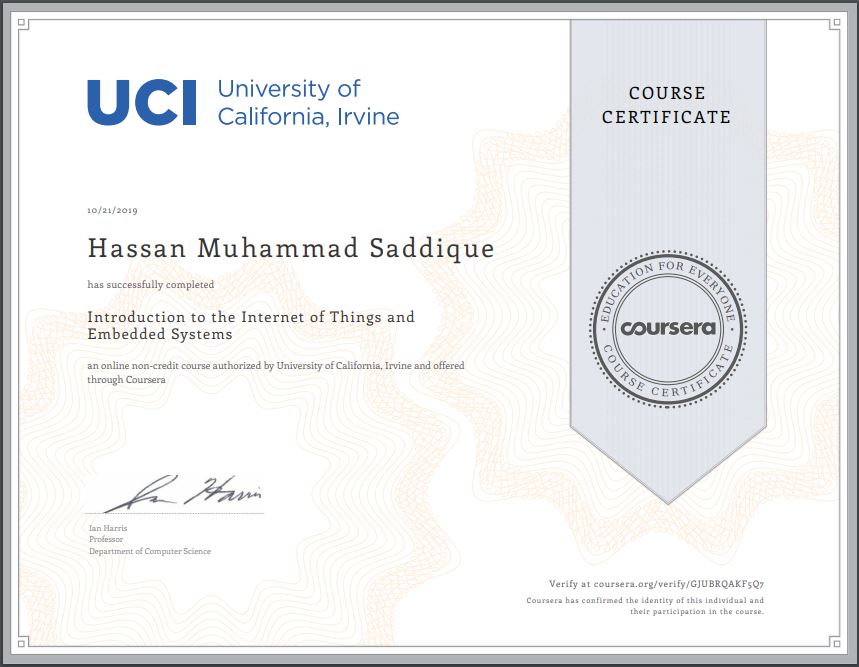 UCI University of
California, Irvine
COURSE
CERTIFICATE
10/21/2019
Hassan Muhammad Saddique
has successfully completed
Introduction to the Internet of Things and
Embedded Systems
an online non-credit course authorized by University of California, Irvine and offered
through Coursera
EDUCATION FOR EVERYONE
coursera
COURSE CERTIFICATE
Ian Harris
Ian Harris
Professor
Department of Computer Science
Verify at coursera.org/verify/GJUBRQAKF5Q7
Coursera has confirmed the identity of this individual and
their participation in the course.